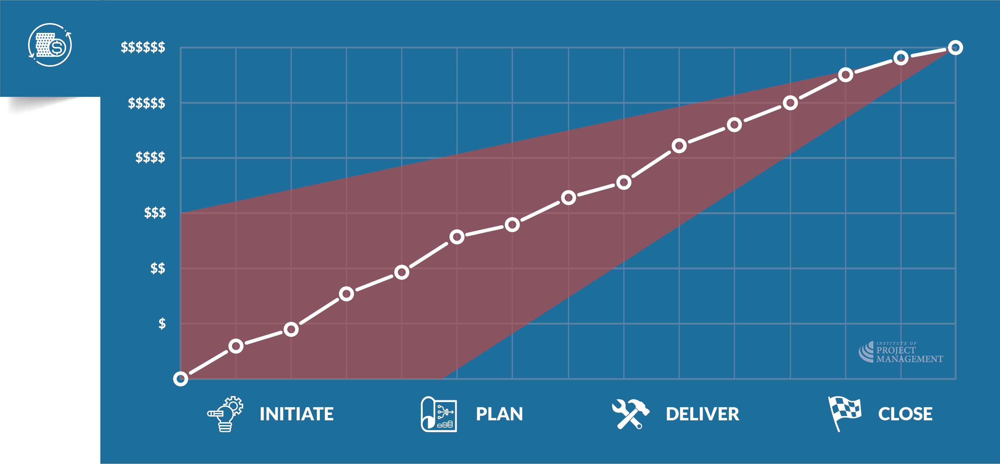 $
$$$$$$
$$$$$
$$$$
$$$
$$
$
INSTITUTE OF
PROJECT
MANAGEMENT
INITIATE
PLAN
DELIVER
CLOSE